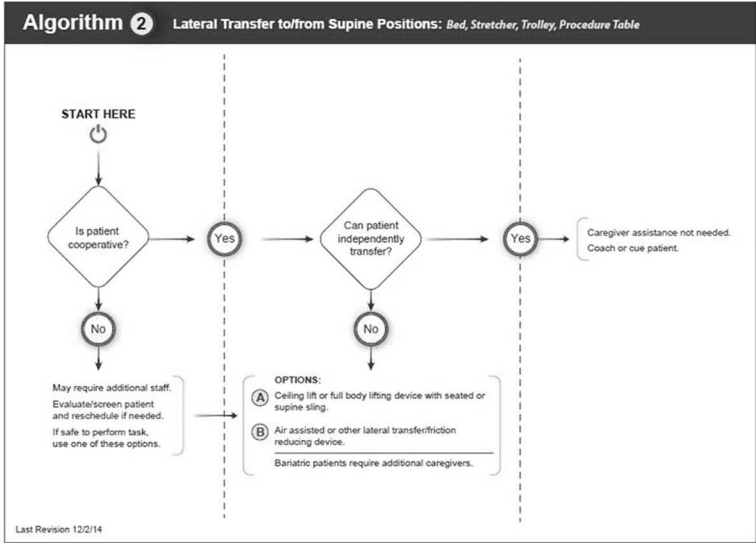 Algorithm 2 Lateral Transfer to/from Supine Positions: Bed, Stretcher, Trolley, Procedure Table
START HERE
Is patient
cooperative?
Yes
Can patient
independently
transfer?
Yes
Caregiver assistance not needed.
Coach or cue patient.
No
No
May require additional staff.
Evaluate/screen patient
and reschedule if needed.
If safe to perform task,
use one of these options.
OPTIONS:
A Ceiling lift or full body lifting device with seated or
supine sling.
B Air assisted or other lateral transfer/friction
reducing device.
Bariatric patients require additional caregivers.
Last Revision 12/2/14